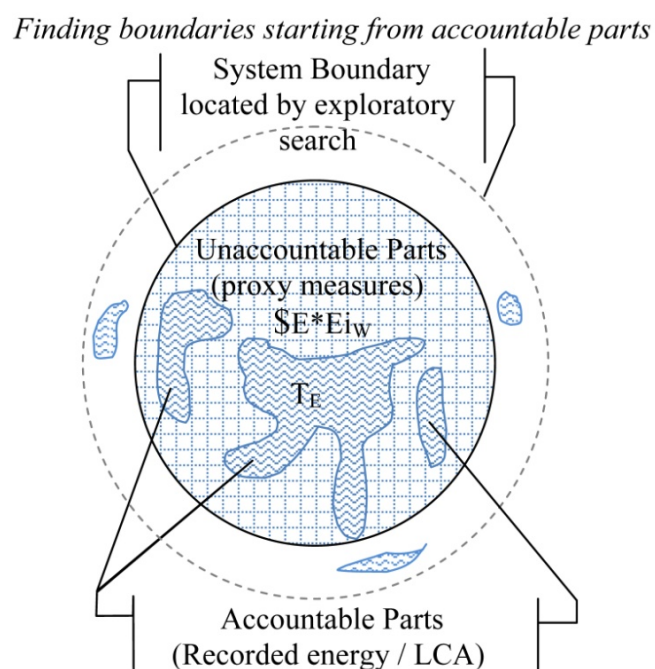 Finding boundaries starting from accountable parts
System Boundary
located by exploratory
search
Unaccountable Parts
(proxy measures)
$E*Eiw
TE
Accountable Parts
(Recorded energy / LCA)